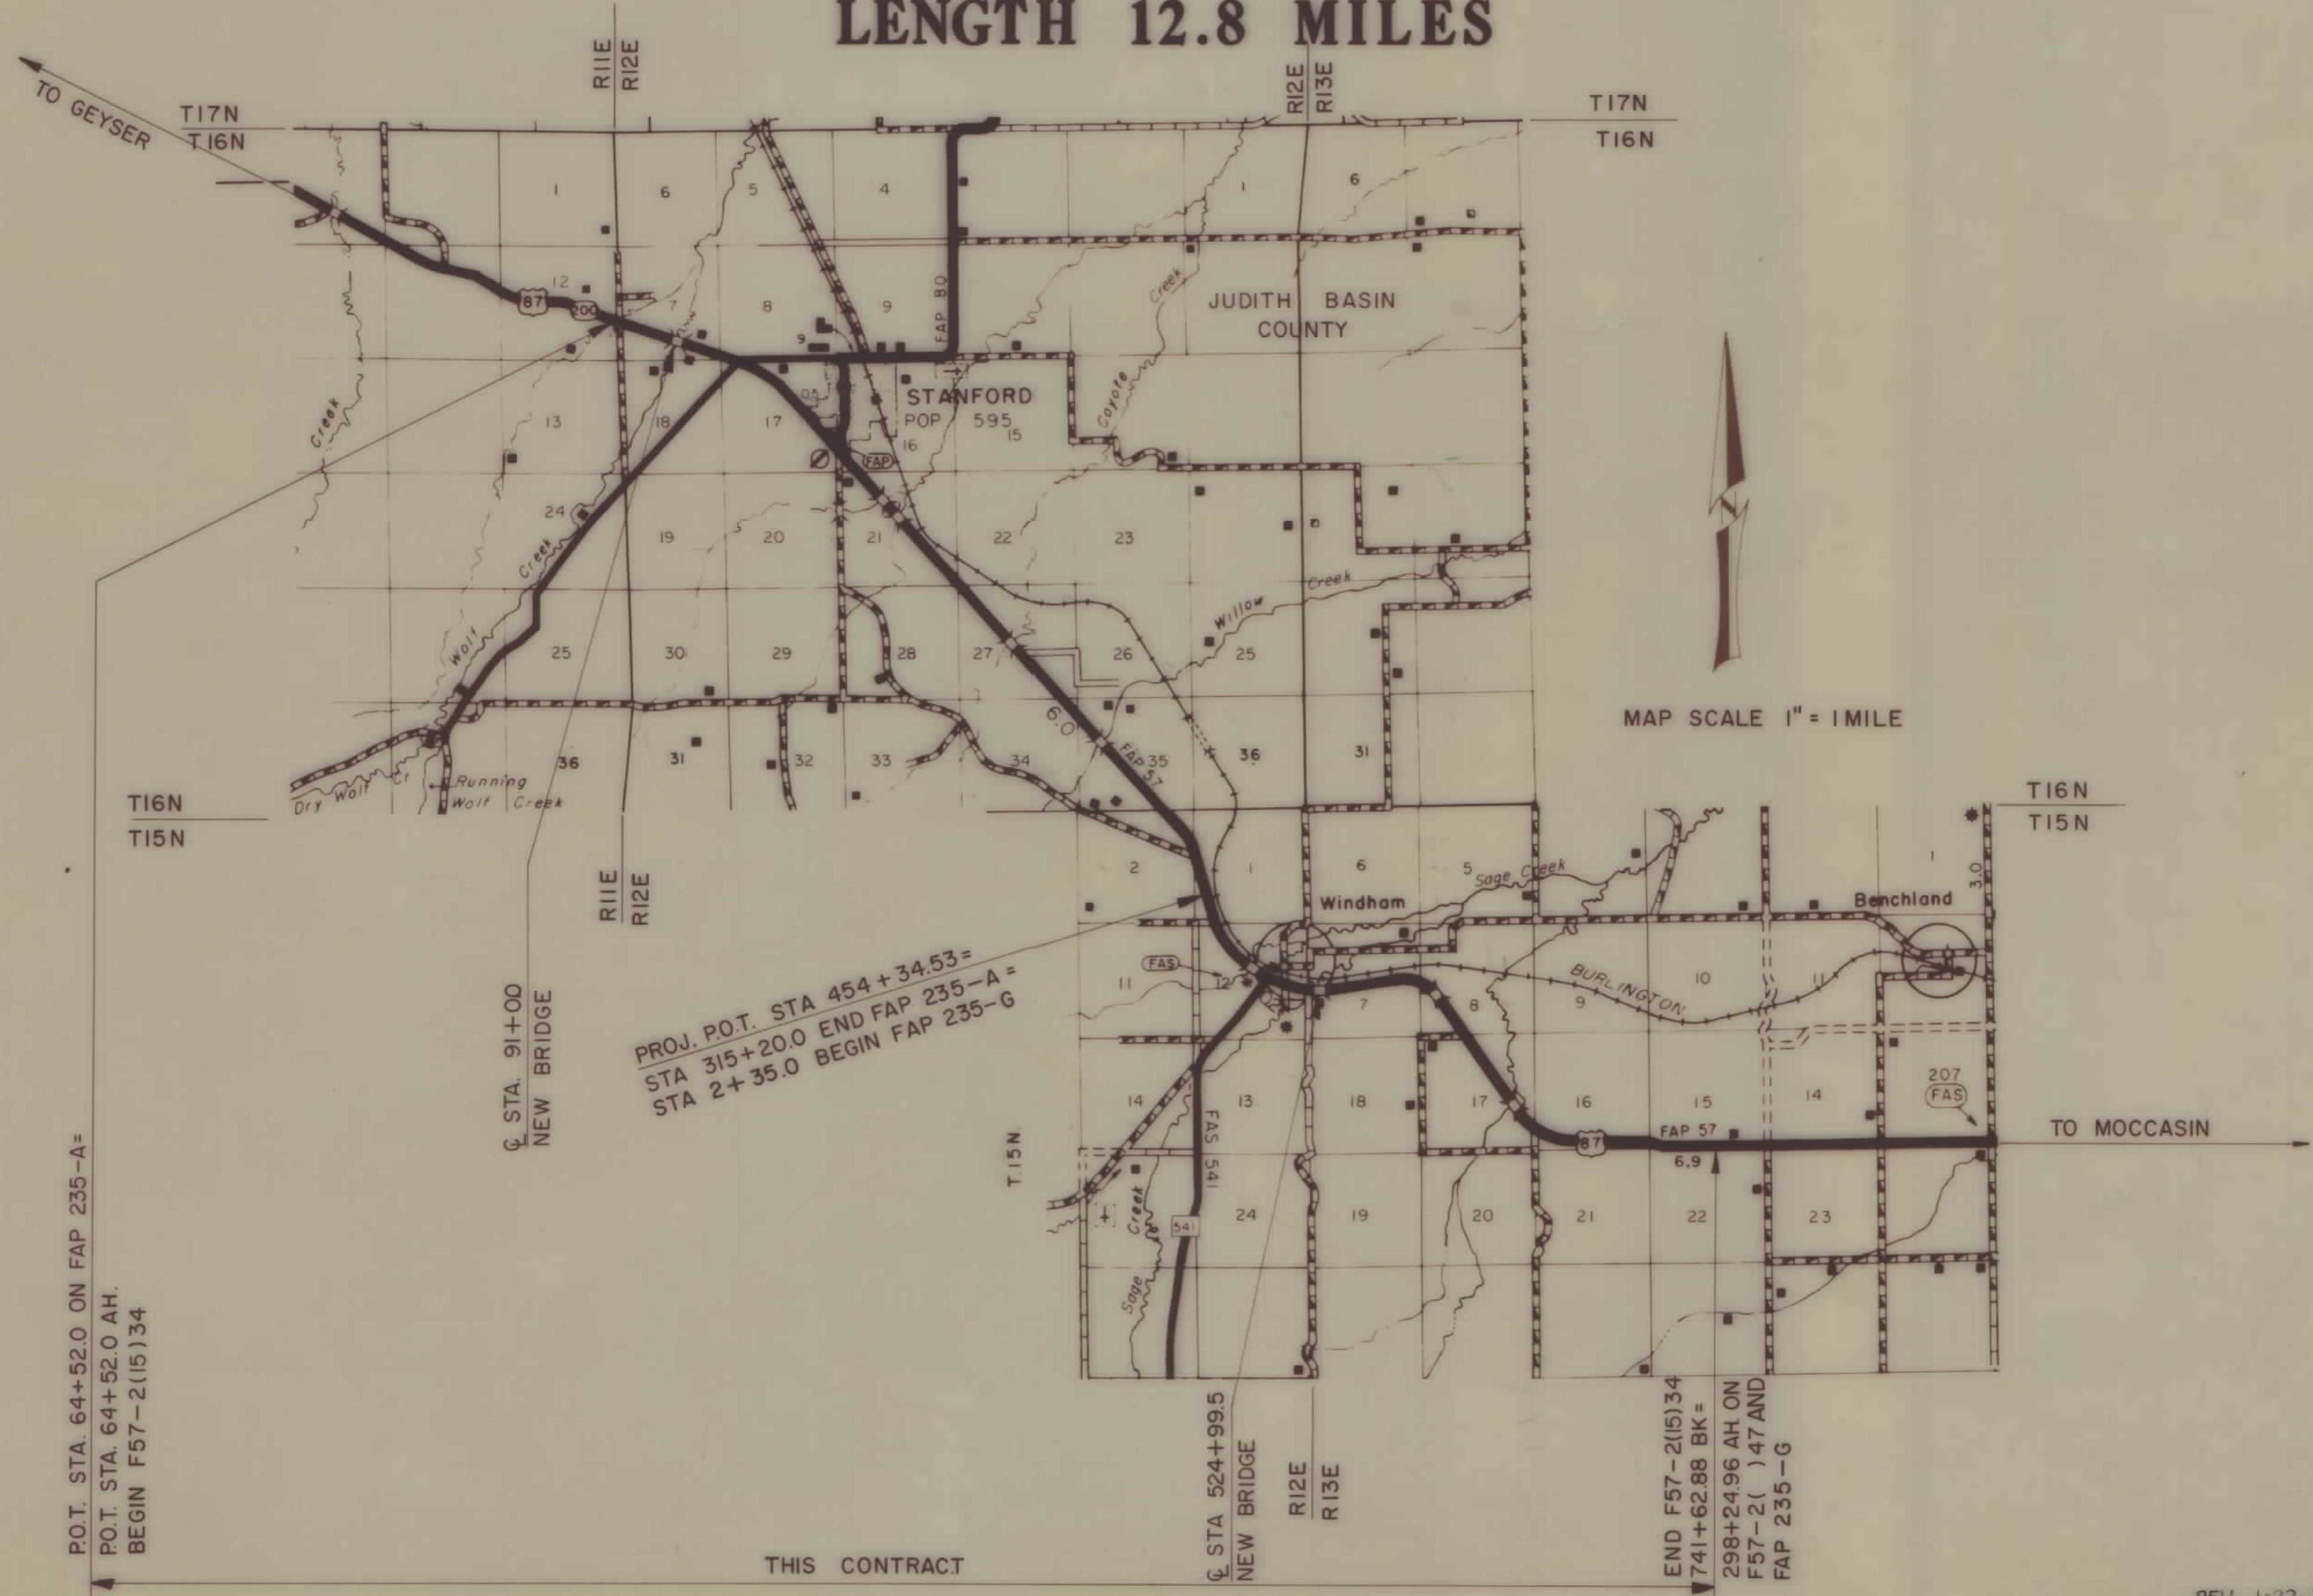 LENGTH 12.8 MILES
R11E
R12E
R12E
R13E
TO GEYSER
T17N
T16N
T17N
T16N
1
6
5
4
1
6
12
87
200
7
8
9
9
FAP 80
Creek
JUDITH BASIN
COUNTY
STANFORD
POP 595
Coyote
Creek
13
18
17
16
15
FAP
24
19
20
21
22
23
Creek
Willow
Creek
Wolf
25
30
29
28
27
26
25
6.0
MAP SCALE 1" = 1 MILE
36
31
32
33
34
FAP 57
35
36
31
Dry Wolf Cr
Running
Wolf Creek
T16N
T15N
T16N
T15N
2
1
6
5
Sage Creek
1
3.0
Windham
Benchland
R11E
R12E
FAS
11
12
7
8
9
10
11
BURLINGTON
PROJ. P.O.T. STA 454+34.53=
STA 315+20.0 END FAP 235-A =
STA 2+35.0 BEGIN FAP 235-G
℄ STA. 91+00
NEW BRIDGE
14
13
18
17
16
15
14
207
FAS
T.15N.
FAS 541
87
FAP 57
6.9
TO MOCCASIN
541
Creek
Sage
24
19
20
21
22
23
P.O.T. STA. 64+52.0 ON FAP 235-A=
P.O.T. STA. 64+52.0 AH.
BEGIN F57-2(15)34
℄ STA 524+99.5
NEW BRIDGE
R12E
R13E
END F57-2(15)34
741+62.88 BK=
298+24.96 AH. ON
F57-2( )47 AND
FAP 235-G
THIS CONTRACT